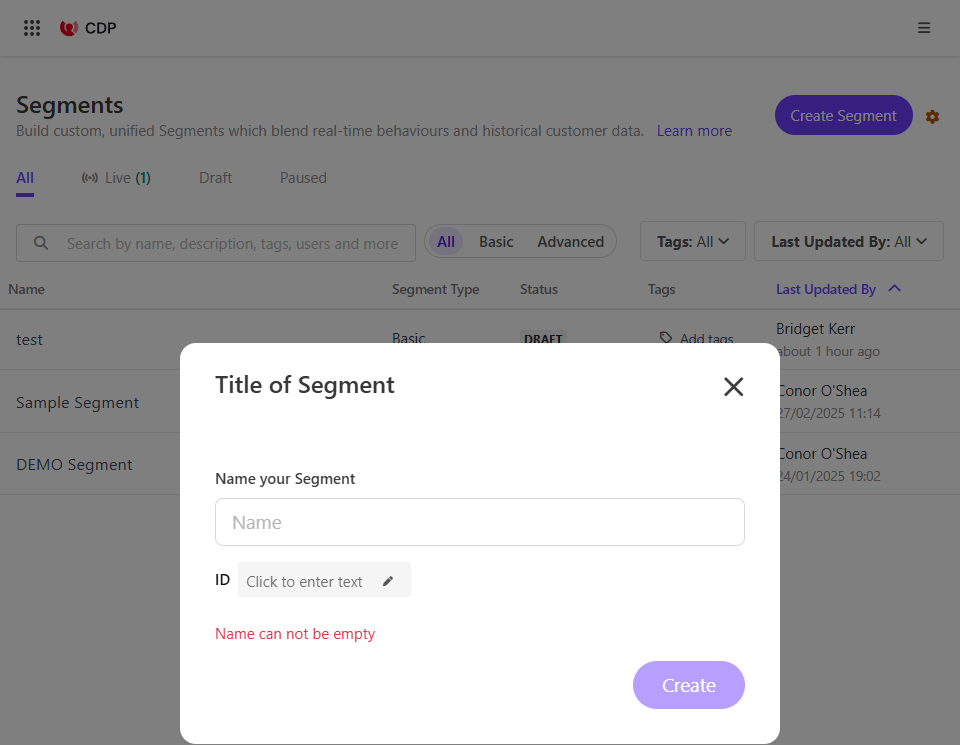 CDP
Segments
Build custom, unified Segments which blend real-time behaviours and historical customer data. Learn more
Create Segment
All Live (1) Draft Paused
Search by name, description, tags, users and more All Basic Advanced Tags: All Last Updated By: All
Name Segment Type Status Tags Last Updated By
test Basic DRAFT Add tags Bridget Kerr
about 1 hour ago
Sample Segment Conor O'Shea
27/02/2025 11:14
DEMO Segment Conor O'Shea
24/01/2025 19:02
Title of Segment
Name your Segment
Name
ID Click to enter text
Name can not be empty
Create